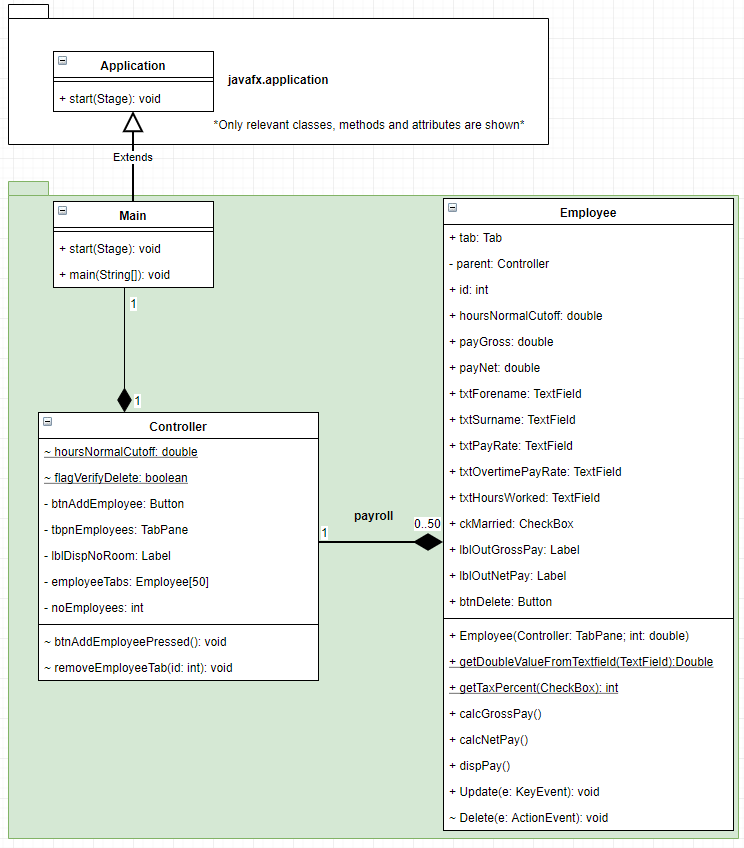 Application
+ start(Stage): void
javafx.application
*Only relevant classes, methods and attributes are shown*
Extends
Main
+ start(Stage): void
+ main(String[]): void
1
1
Controller
~ hoursNormalCutoff: double
~ flagVerifyDelete: boolean
- btnAddEmployee: Button
- tbpnEmployees: TabPane
- lblDispNoRoom: Label
- employeeTabs: Employee[50]
- noEmployees: int
~ btnAddEmployeePressed(): void
~ removeEmployeeTab(id: int): void
1
payroll
0..50
Employee
+ tab: Tab
- parent: Controller
+ id: int
+ hoursNormalCutoff: double
+ payGross: double
+ payNet: double
+ txtForename: TextField
+ txtSurname: TextField
+ txtPayRate: TextField
+ txtOvertimePayRate: TextField
+ txtHoursWorked: TextField
+ ckMarried: CheckBox
+ lblOutGrossPay: Label
+ lblOutNetPay: Label
+ btnDelete: Button
+ Employee(Controller: TabPane; int: double)
+ getDoubleValueFromTextfield(TextField):Double
+ getTaxPercent(CheckBox): int
+ calcGrossPay()
+ calcNetPay()
+ dispPay()
+ Update(e: KeyEvent): void
~ Delete(e: ActionEvent): void